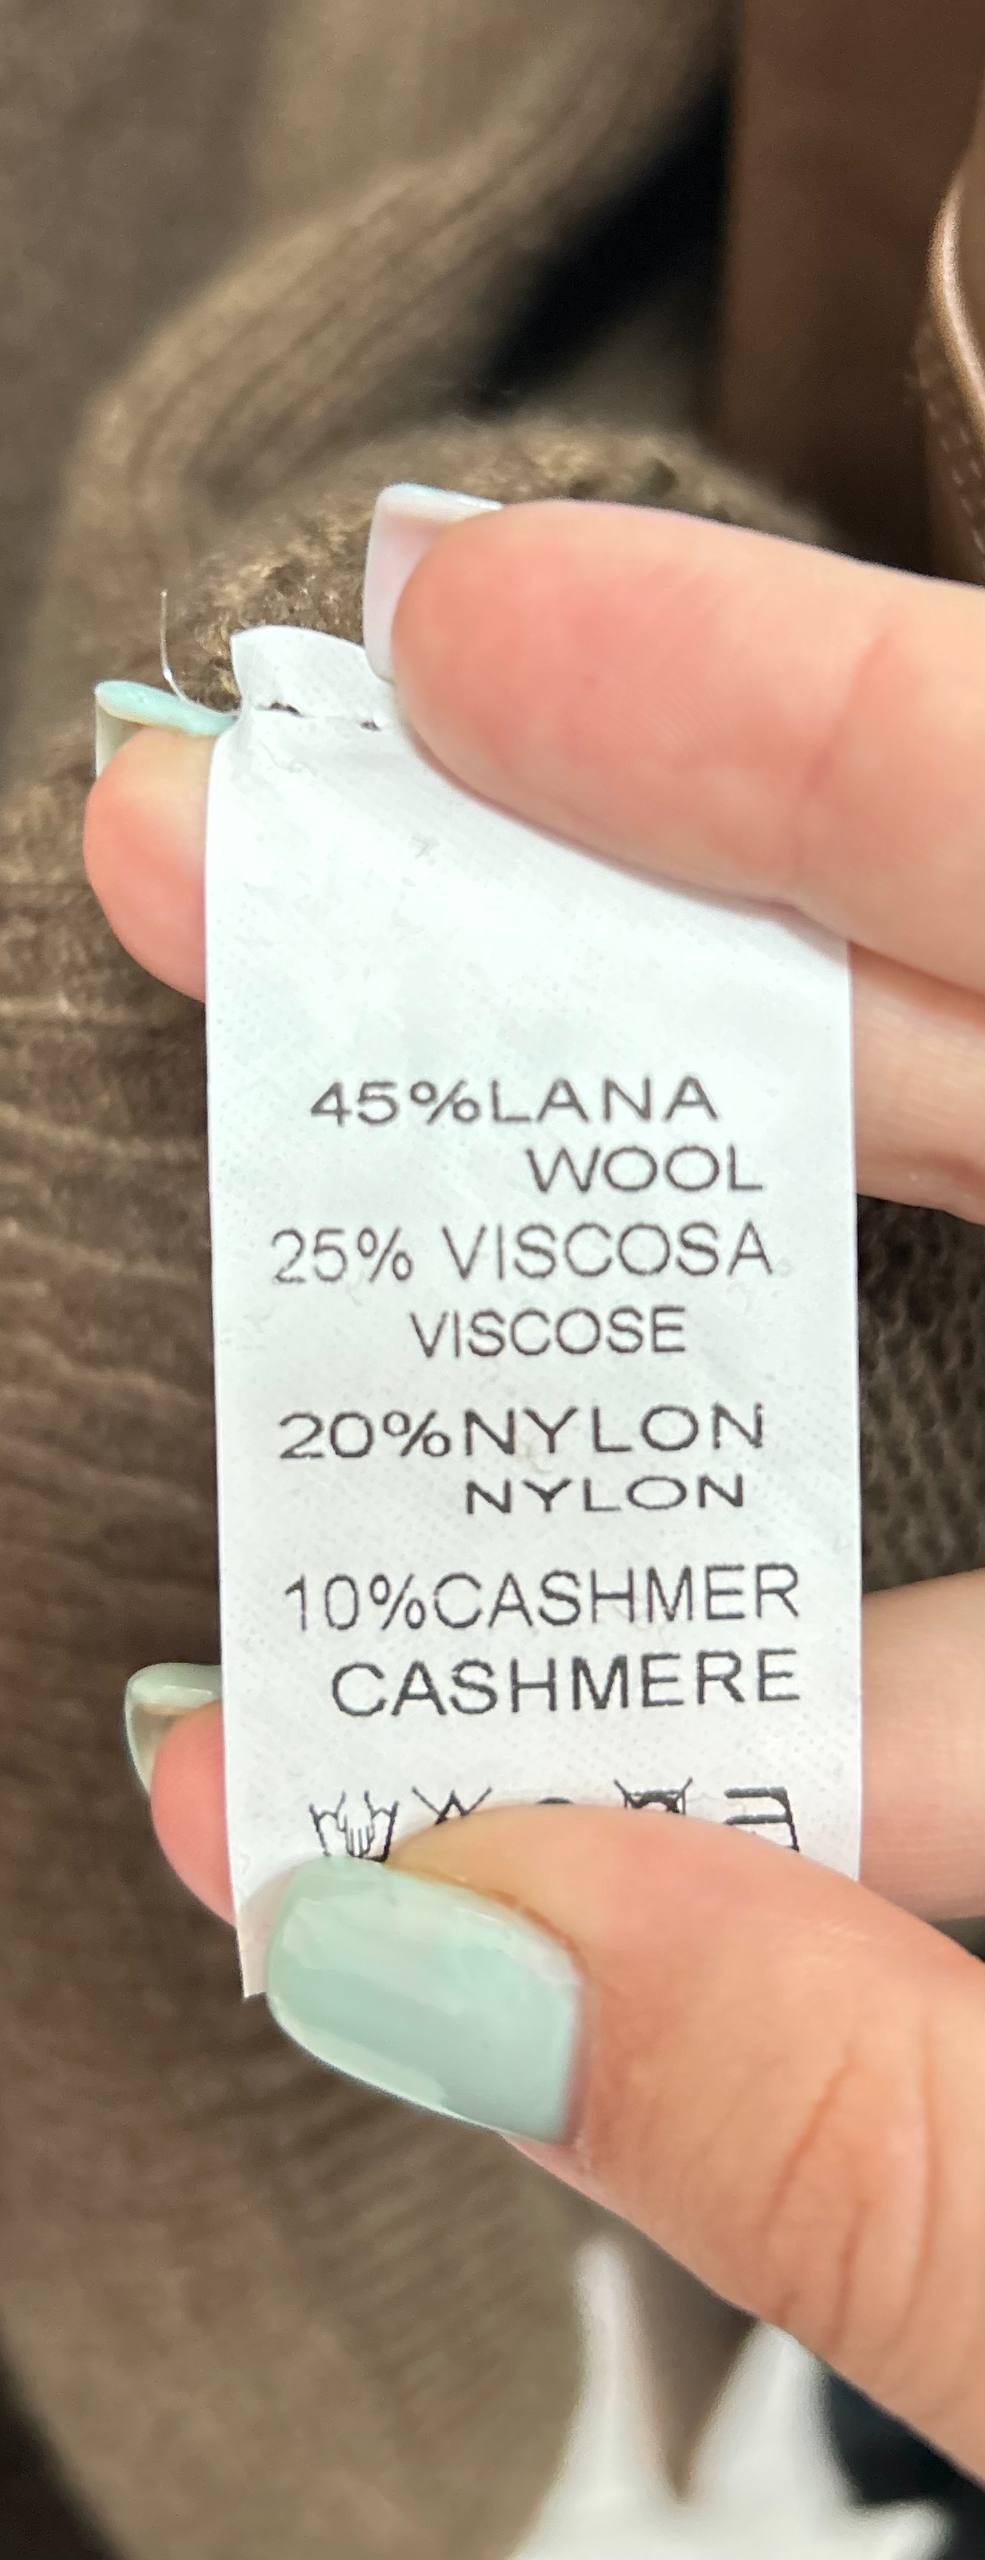 45%LANA
WOOL
25% VISCOSA
VISCOSE
20%NYLON
NYLON
10%CASHMER
CASHMERE